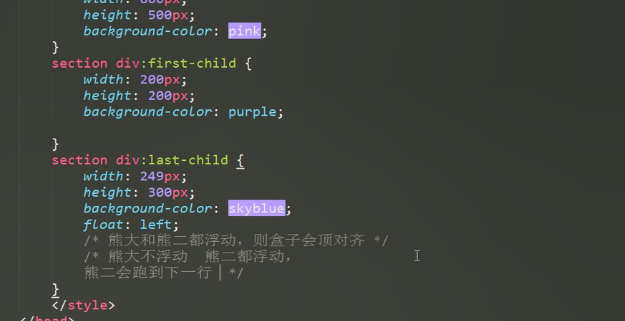 height: 500px;
background-color: pink;
}
section div:first-child {
width: 200px;
height: 200px;
background-color: purple;
}
section div:last-child {
width: 249px;
height: 300px;
background-color: skyblue;
float: left;
/* 熊大和熊二都浮动，则盒子会顶对齐 */
/* 熊大不浮动  熊二都浮动，
熊二会跑到下一行 */
}
</style>
</head>